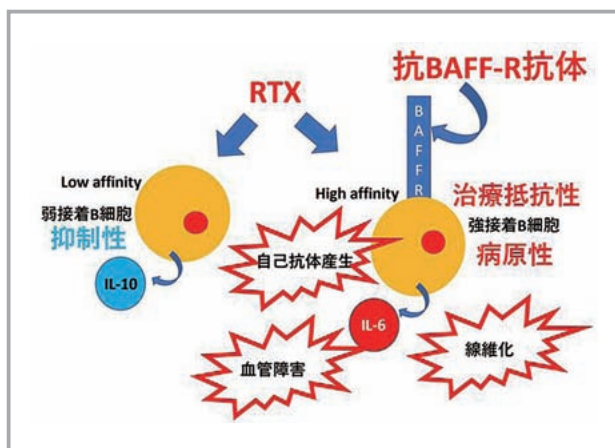 抗BAFF-R抗体
RTX
BAFFR
Low affinity
弱接着B細胞
抑制性
IL-10
High affinity
治療抵抗性
強接着B細胞
病原性
自己抗体産生
IL-6
血管障害
線維化